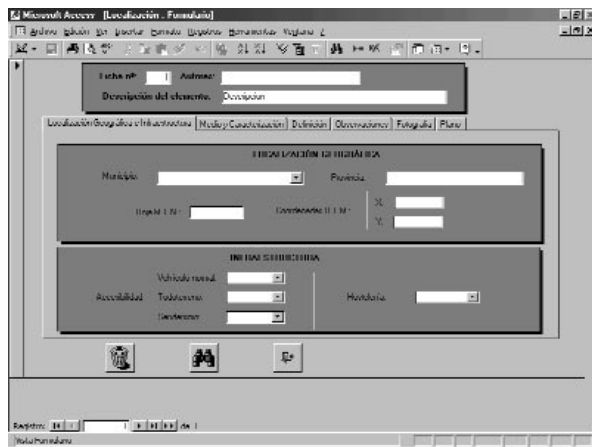 Microsoft Access - [Localización : Formulario]
Archivo Edición Ver Insertar Formato Registros Herramientas Ventana ?
Ficha nº: 1 Autores:
Descripción del elemento: Descripcion
Localización Geográfica e Infraestructura Medio y Caracterización Definición Observaciones Fotografía Plano
LOCALIZACIÓN GEOGRÁFICA
Municipio: Provincia:
Hoja M.T.N.: Coordenadas U.T.M.: X:
Y:
INFRAESTRUCTURA
Vehículo normal:
Accesibilidad: Todoterreno: Hostelería:
Senderismo:
Registro: 1 de 1
Vista Formulario